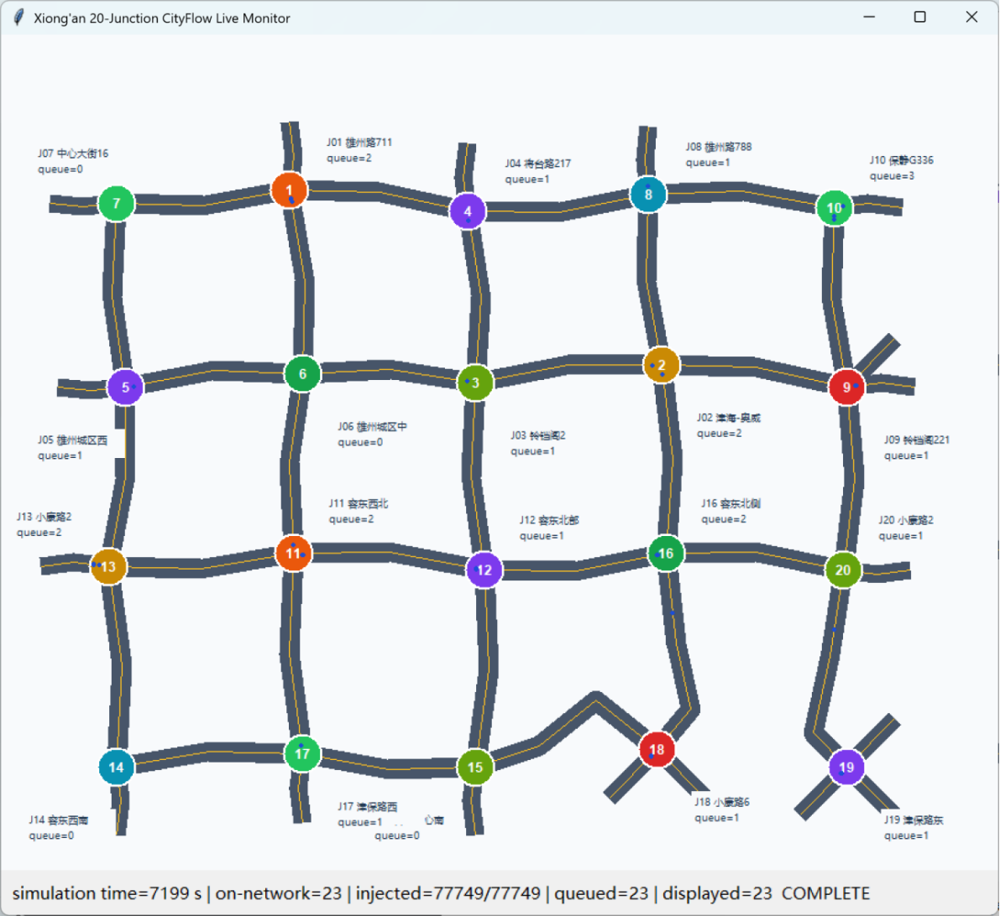 Xiong'an 20-Junction CityFlow Live Monitor
J01 雄州路711
queue=2
J08 雄州路788
queue=1
J07 中心大街16
queue=0
J04 将台路217
queue=1
J10 保静G336
queue=3
7
1
4
8
10
5
6
3
2
9
J06 雄州城区中
queue=0
J02 津海-奥威
queue=2
J05 雄州城区西
queue=1
J03 铃铛阁2
queue=1
J09 铃铛阁221
queue=1
J13 小康路2
queue=2
J11 容东西北
queue=2
J12 容东北部
queue=1
J16 容东北侧
queue=2
J20 小康路2
queue=1
13
11
12
16
20
14
17
15
18
19
J14 容东西南
queue=0
J17 津保路西
queue=1
心南
queue=0
J18 小康路6
queue=1
J19 津保路东
queue=1
simulation time=7199 s | on-network=23 | injected=77749/77749 | queued=23 | displayed=23 COMPLETE